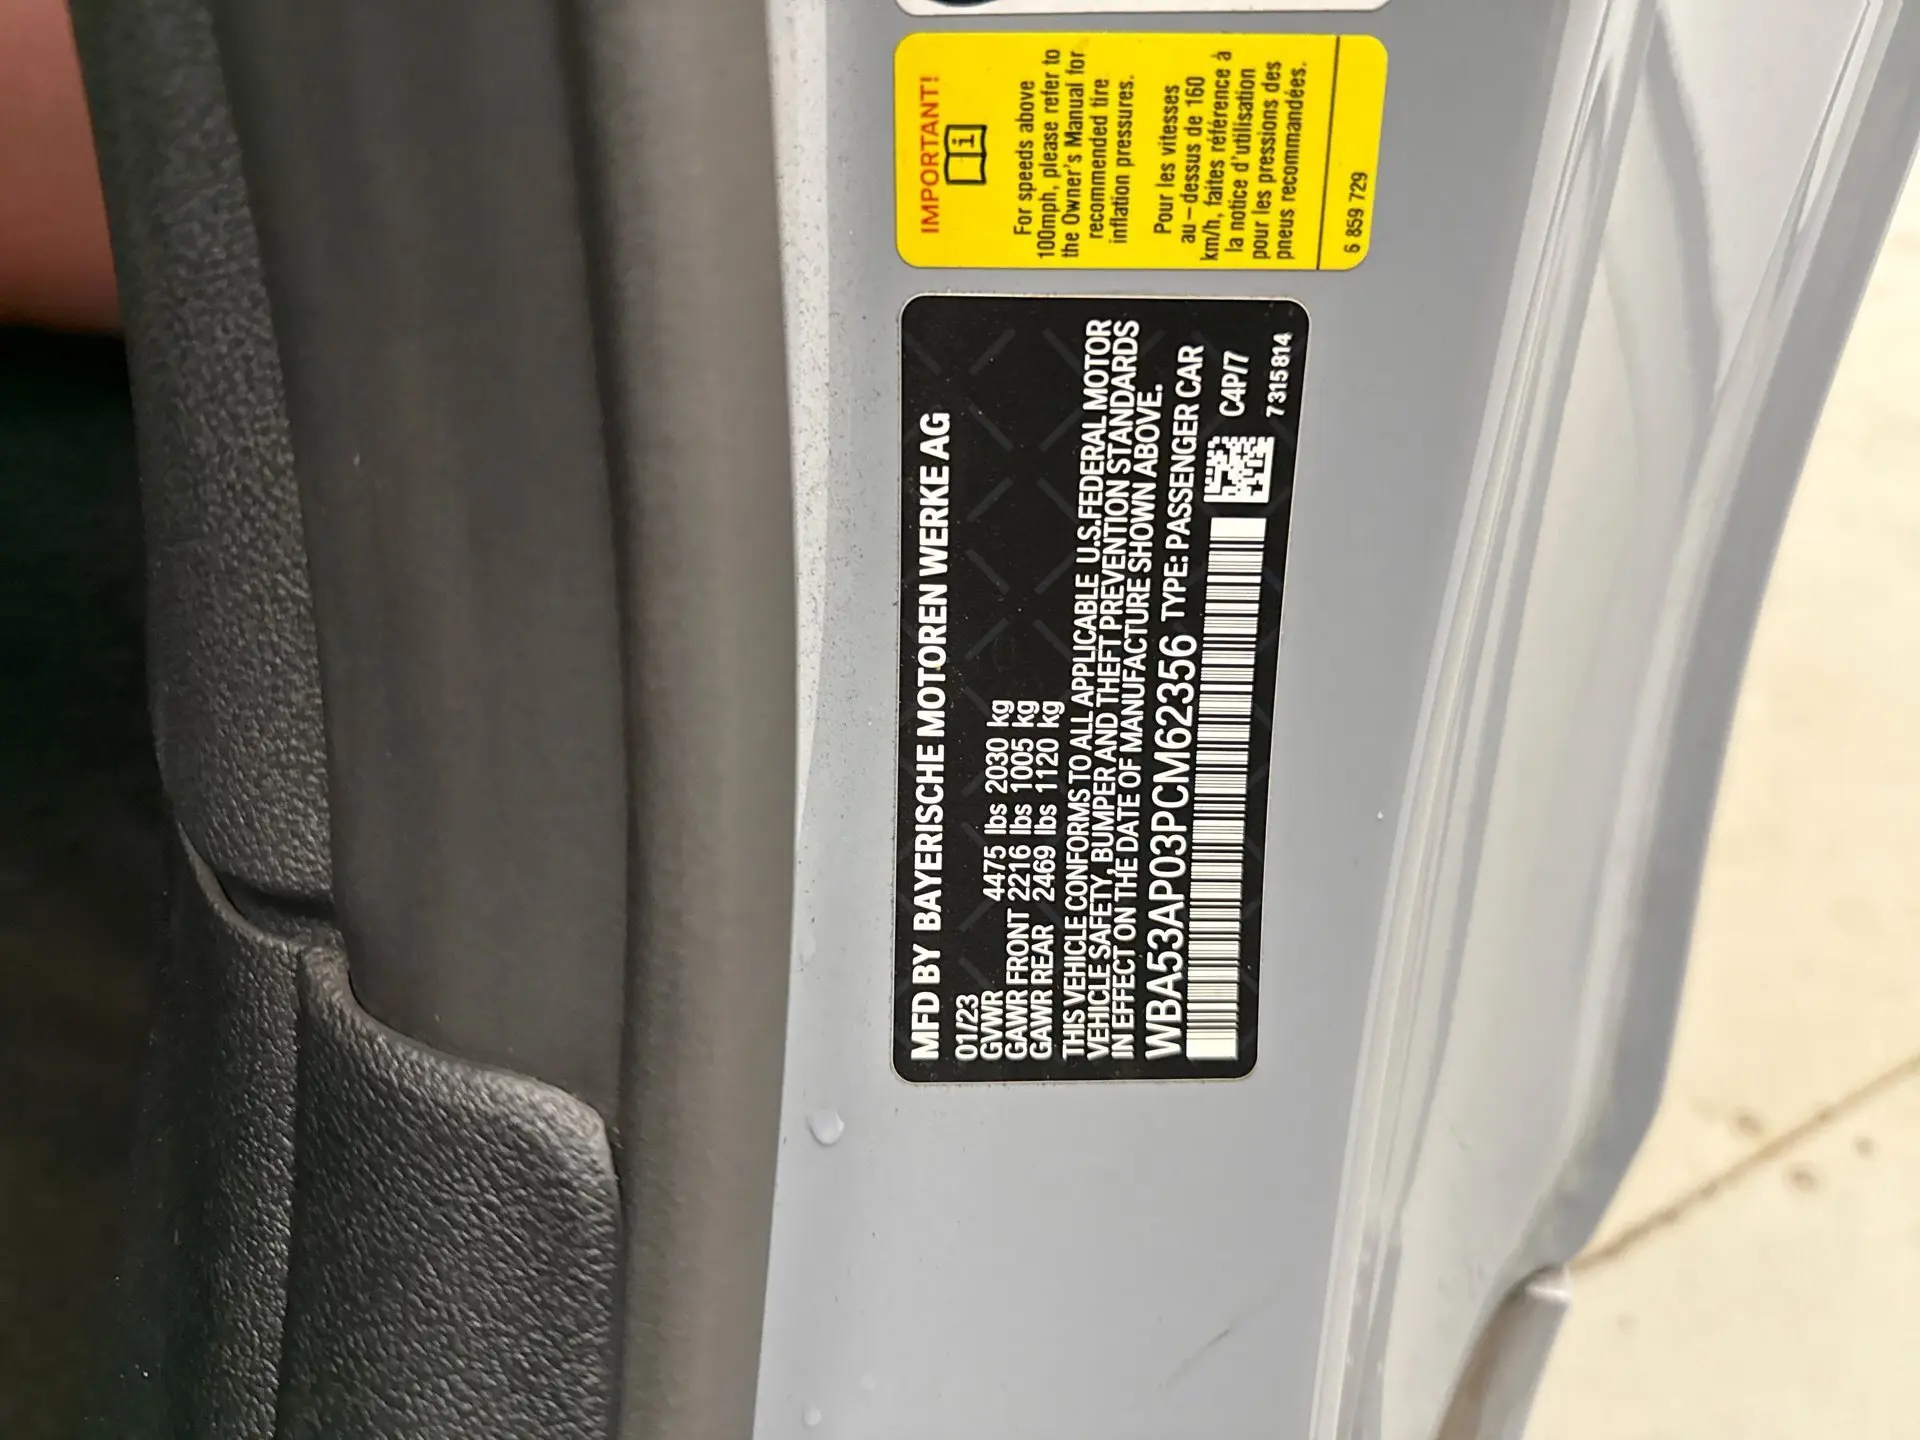 MFD BY BAYERISCHE MOTOREN WERKE AG
01/23
GVWR 4475 lbs 2030 kg
GAWR FRONT 2216 lbs 1005 kg
GAWR REAR 2469 lbs 1120 kg
THIS VEHICLE CONFORMS TO ALL APPLICABLE U.S.FEDERAL MOTOR
VEHICLE SAFETY, BUMPER AND THEFT PREVENTION STANDARDS
IN EFFECT ON THE DATE OF MANUFACTURE SHOWN ABOVE.
WBA53AP03PCM62356 TYPE: PASSENGER CAR
C4P/7
7315814
IMPORTANT!
For speeds above
100mph, please refer to
the Owner's Manual for
recommended tire
inflation pressures.
Pour les vitesses
au-dessus de 160
km/h, faites référence à
la notice d'utilisation
pour les pressions des
pneus recommandées.
6 859 729